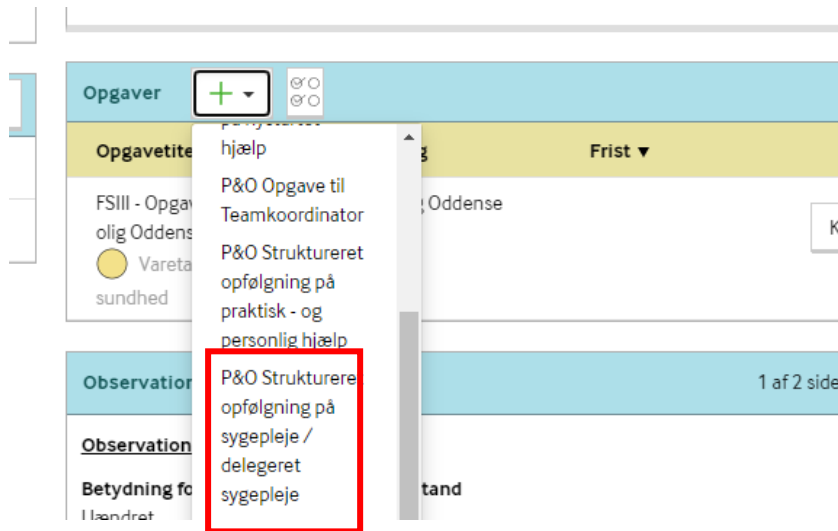 Opgaver
Opgavetite
Frist ▼
FSIII - Opga
Oddense
olig Oddens
K
Vareta
sundhed
hjælp
P&O Opgave til
Teamkoordinator
P&O Struktureret
opfølgning på
praktisk - og
personlig hjælp
P&O Struktureret
opfølgning på
sygepleje /
delegeret
sygepleje
Observation
1 af 2 side
Observation
Betydning fo
tand
Uændret